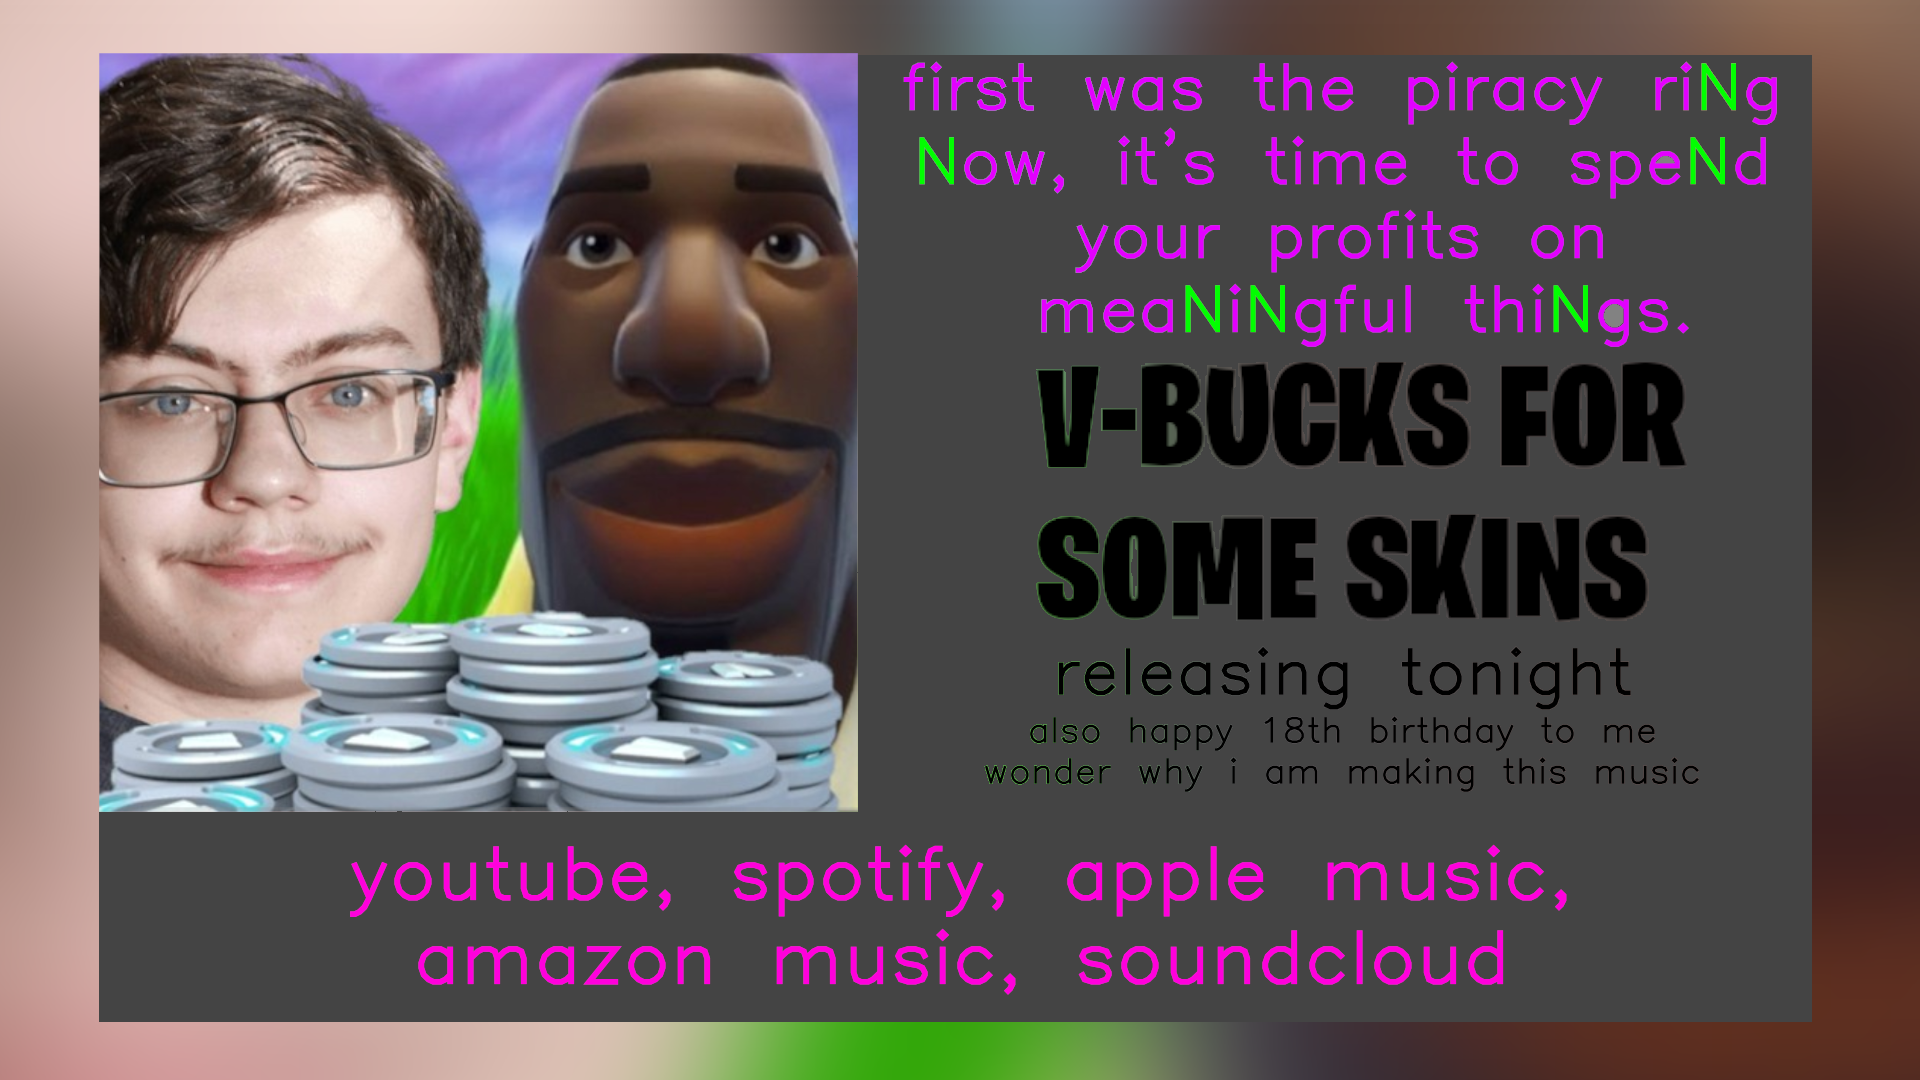 first was the piracy riNg
Now, it's time to speNd
your profits on
meaNiNgful thiNgs.
V-BUCKS FOR
SOME SKINS
releasing tonight
also happy 18th birthday to me
wonder why i am making this music
youtube, spotify, apple music,
amazon music, soundcloud